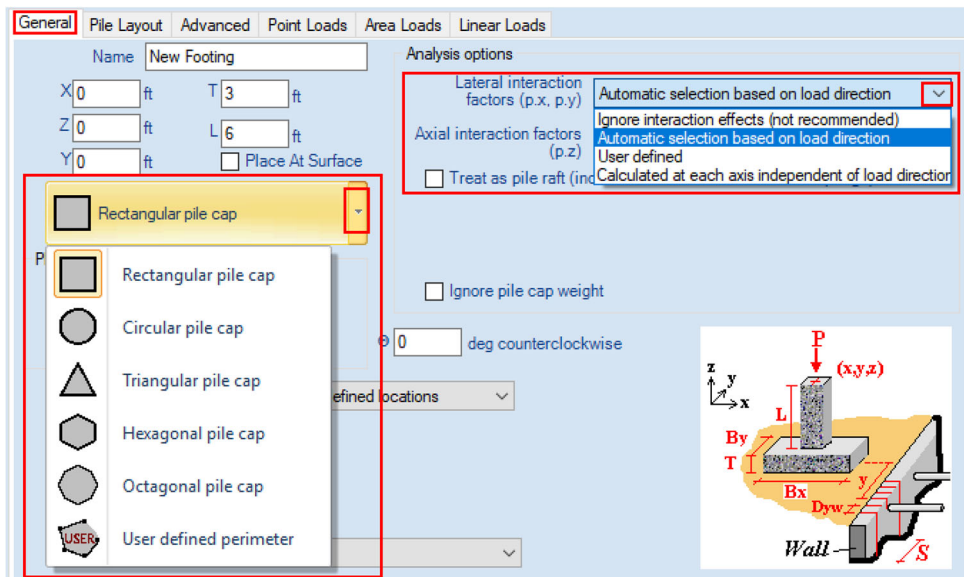 General Pile Layout Advanced Point Loads Area Loads Linear Loads
Name New Footing
X 0 ft T 3 ft
Z 0 ft L 6 ft
Y 0 ft Place At Surface
Rectangular pile cap
P
Rectangular pile cap
Circular pile cap
Triangular pile cap
Hexagonal pile cap
Octagonal pile cap
USER User defined perimeter
Analysis options
Lateral interaction
factors (p.x, p.y)
Automatic selection based on load direction
Ignore interaction effects (not recommended)
Automatic selection based on load direction
User defined
Calculated at each axis independent of load direction
Axial interaction factors
(p.z)
Treat as pile raft (inc
Ignore pile cap weight
Θ 0 deg counterclockwise
efined locations
P
(x,y,z)
z
y
x
L
By
T
Bx
y
Dyw
Wall
S